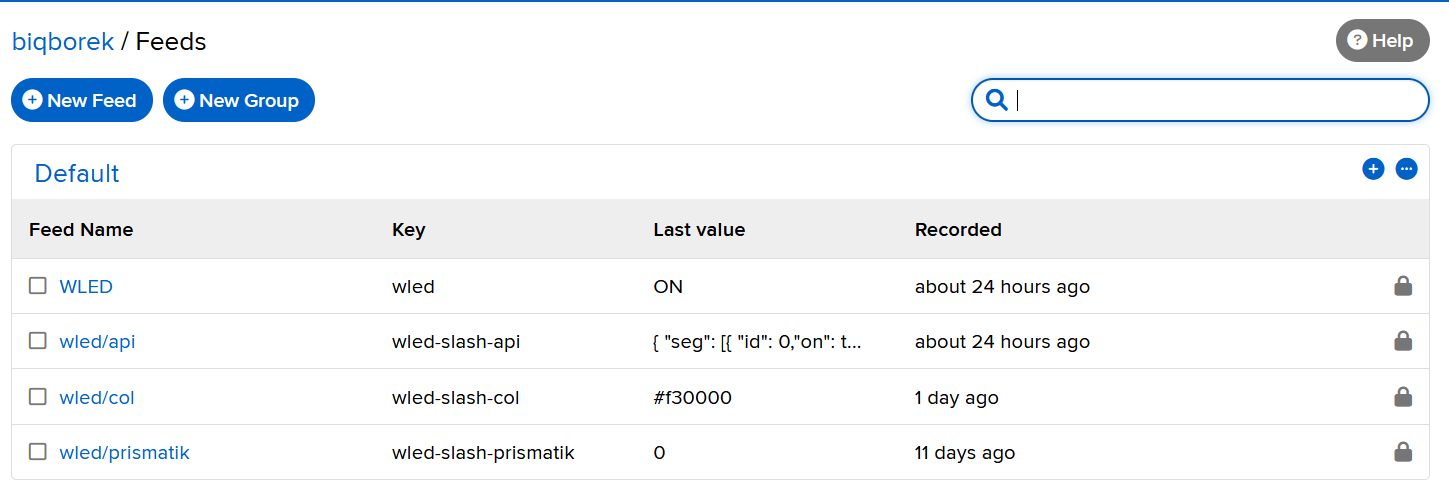 biqborek / Feeds
Help
New Feed
New Group
Default
Feed Name Key Last value Recorded
WLED wled ON about 24 hours ago
wled/api wled-slash-api { "seg": [{ "id": 0,"on": t... about 24 hours ago
wled/col wled-slash-col #f30000 1 day ago
wled/prismatik wled-slash-prismatik 0 11 days ago